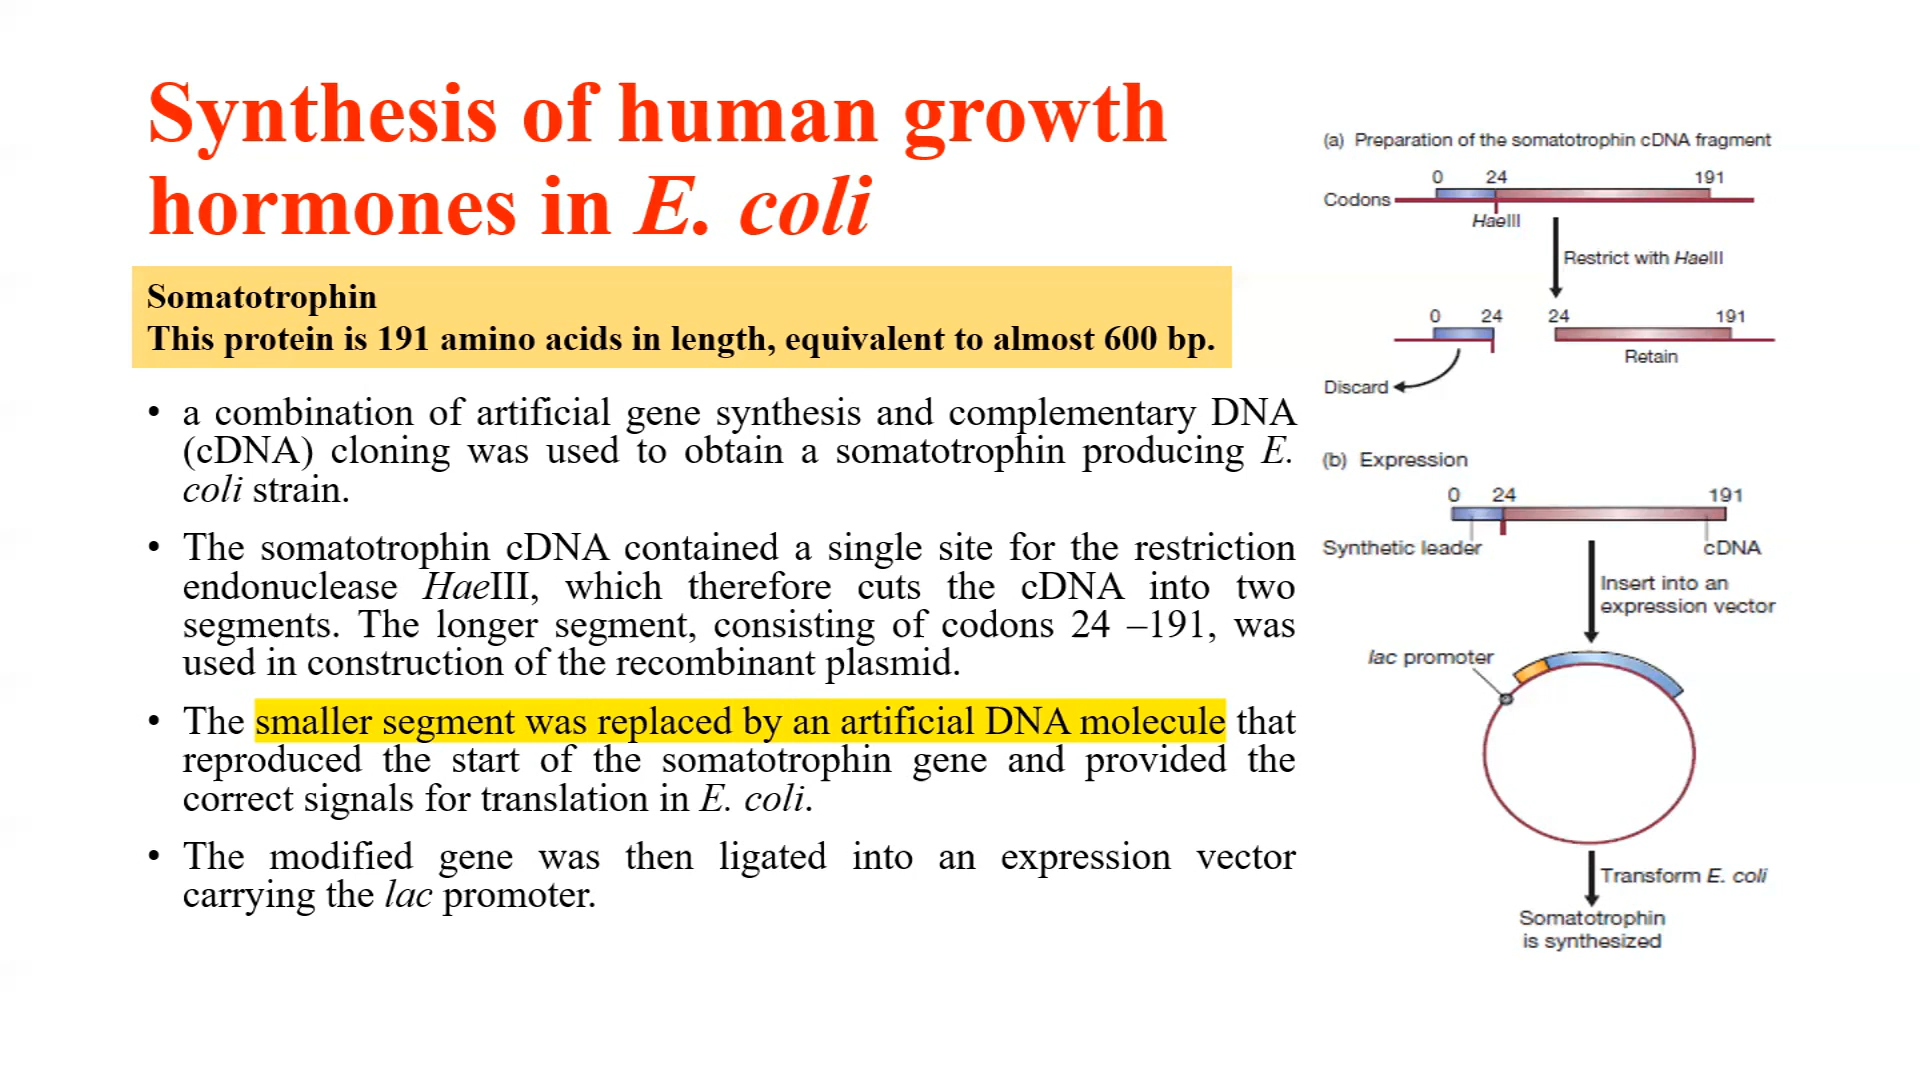 Synthesis of human growth
hormones in E. coli
Somatotrophin
This protein is 191 amino acids in length, equivalent to almost 600 bp.
• a combination of artificial gene synthesis and complementary DNA
(cDNA) cloning was used to obtain a somatotrophin producing E.
coli strain.
• The somatotrophin cDNA contained a single site for the restriction
endonuclease HaeIII, which therefore cuts the cDNA into two
segments. The longer segment, consisting of codons 24 –191, was
used in construction of the recombinant plasmid.
• The smaller segment was replaced by an artificial DNA molecule that
reproduced the start of the somatotrophin gene and provided the
correct signals for translation in E. coli.
• The modified gene was then ligated into an expression vector
carrying the lac promoter.
(a) Preparation of the somatotrophin cDNA fragment
0 24 191
Codons
HaeIII
Restrict with HaeIII
0 24 24 191
Retain
Discard
(b) Expression
0 24 191
Synthetic leader cDNA
Insert into an
expression vector
lac promoter
Transform E. coli
Somatotrophin
is synthesized